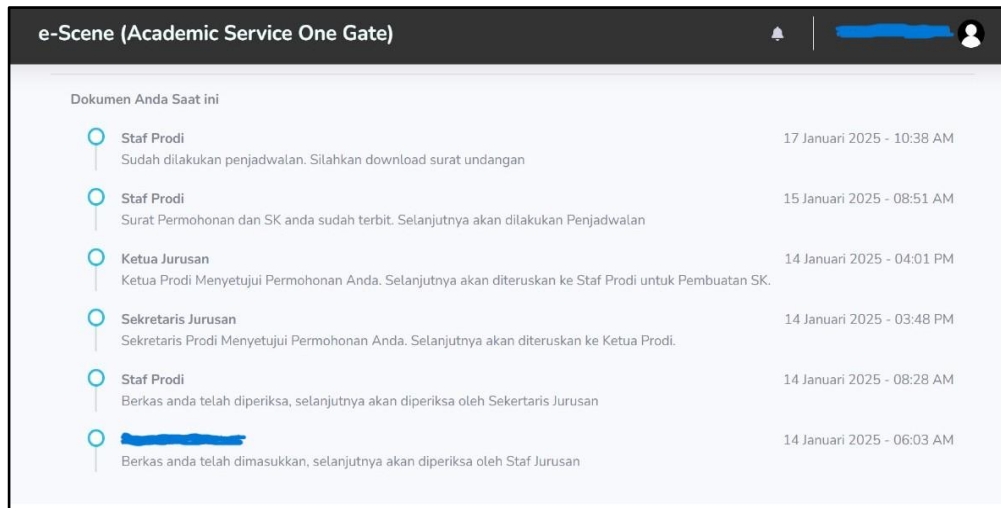 e-Scene (Academic Service One Gate)
Dokumen Anda Saat ini
Staf Prodi 17 Januari 2025 - 10:38 AM
Sudah dilakukan penjadwalan. Silahkan download surat undangan
Staf Prodi 15 Januari 2025 - 08:51 AM
Surat Permohonan dan SK anda sudah terbit. Selanjutnya akan dilakukan Penjadwalan
Ketua Jurusan 14 Januari 2025 - 04:01 PM
Ketua Prodi Menyetujui Permohonan Anda. Selanjutnya akan diteruskan ke Staf Prodi untuk Pembuatan SK.
Sekretaris Jurusan 14 Januari 2025 - 03:48 PM
Sekretaris Prodi Menyetujui Permohonan Anda. Selanjutnya akan diteruskan ke Ketua Prodi.
Staf Prodi 14 Januari 2025 - 08:28 AM
Berkas anda telah diperiksa, selanjutnya akan diperiksa oleh Sekertaris Jurusan
14 Januari 2025 - 06:03 AM
Berkas anda telah dimasukkan, selanjutnya akan diperiksa oleh Staf Jurusan